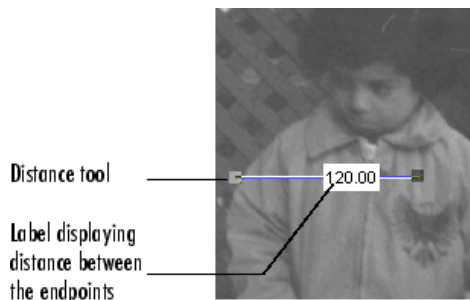 120.00
Distance tool
Label displaying
distance between
the endpoints